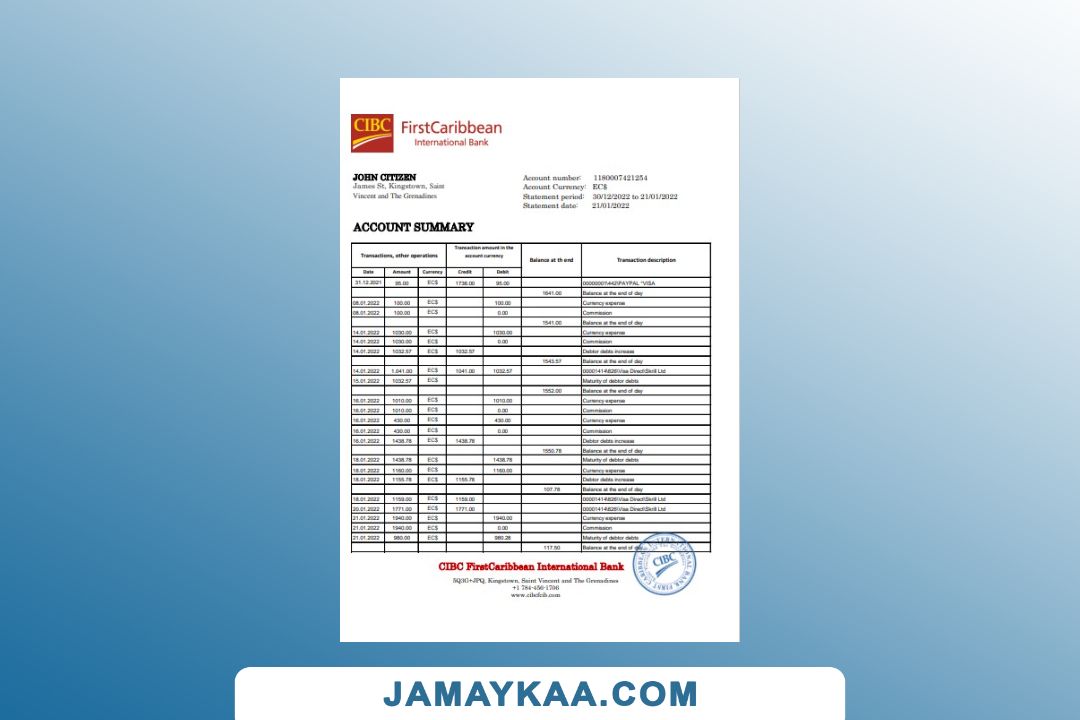 CIBC FirstCaribbean
International Bank
JOHN CITIZEN
James St, Kingstown, Saint
Vincent and The Grenadines
Account number: 1180007421254
Account Currency: EC$
Statement period: 30/12/2022 to 21/01/2022
Statement date: 21/01/2022
ACCOUNT SUMMARY
Transactions, other operations Transaction amount in the account currency Balance at th end Transaction description
Date Amount Currency Credit Debit
31.12.2021 95.00 EC$ 1736.00 95.00 PAYPAL *VISA
1641.00 Balance at the end of day
08.01.2022 100.00 EC$ 100.00 Currency expense
08.01.2022 100.00 EC$ 0.00 Commission
1541.00 Balance at the end of day
14.01.2022 1030.00 EC$ 1030.00 Currency expense
14.01.2022 1030.00 EC$ 0.00 Commission
14.01.2022 1032.57 EC$ 1032.57 Debtor debts increase
1543.57 Balance at the end of day
14.01.2022 1.041.00 EC$ 1041.00 1032.57 00001414\826\Visa Direct\Skrill Ltd
15.01.2022 1032.57 EC$ Maturity of debtor debts
1552.00 Balance at the end of day
16.01.2022 1010.00 EC$ 1010.00 Currency expense
16.01.2022 1010.00 EC$ 0.00 Commission
16.01.2022 430.00 EC$ 430.00 Currency expense
16.01.2022 430.00 EC$ 0.00 Commission
16.01.2022 1438.78 EC$ 1438.78 Debtor debts increase
1550.78 Balance at the end of day
18.01.2022 1438.78 EC$ 1438.78 Maturity of debtor debts
18.01.2022 1160.00 EC$ 1160.00 Currency expense
18.01.2022 1155.78 EC$ 1155.78 Debtor debts increase
107.78 Balance at the end of day
18.01.2022 1159.00 EC$ 1159.00 00001414\826\Visa Direct\Skrill Ltd
20.01.2022 1771.00 EC$ 1771.00 00001414\826\Visa Direct\Skrill Ltd
21.01.2022 1940.00 EC$ 1940.00 Currency expense
21.01.2022 1940.00 EC$ 0.00 Commission
21.01.2022 980.00 EC$ 980.28 Maturity of debtor debts
117.50 Balance at the end of day
CIBC FirstCaribbean International Bank
5Q3G+JPQ, Kingstown, Saint Vincent and The Grenadines
+1 784-456-1706
www.cibcfcib.com
CIBC
JAMAYKAA.COM